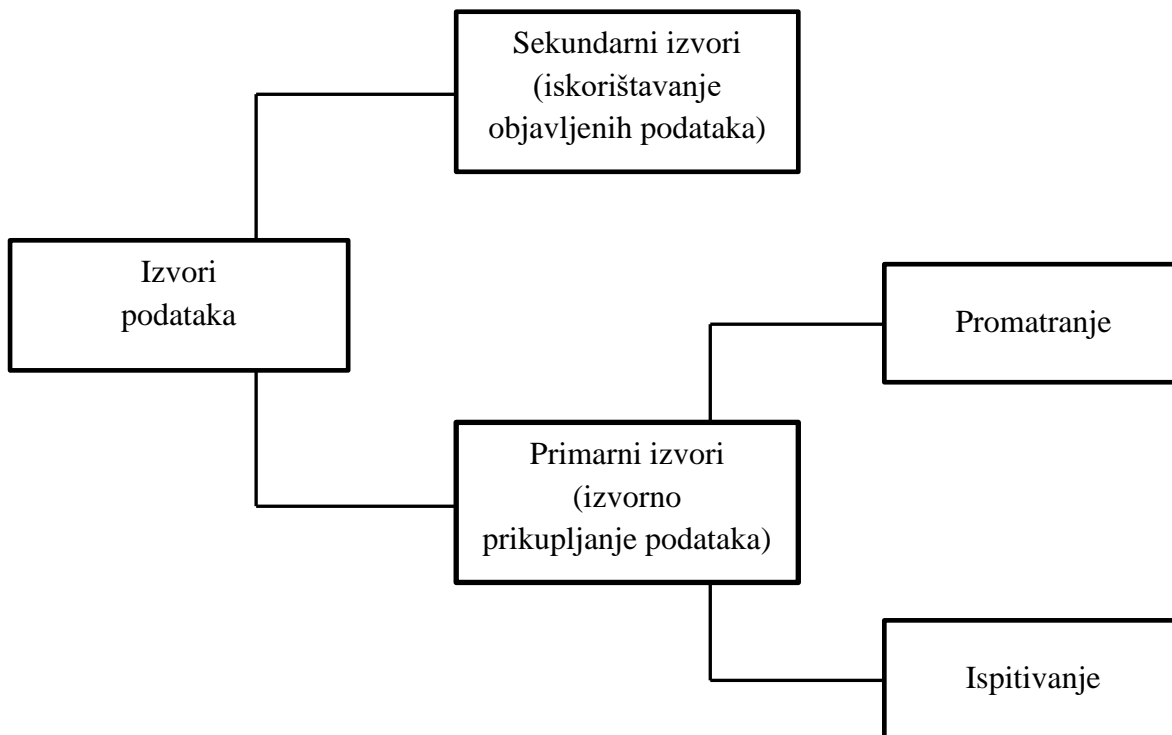 Sekundarni izvori
(iskorištavanje
objavljenih podataka)
Izvori
podataka
Promatranje
Primarni izvori
(izvorno
prikupljanje podataka)
Ispitivanje